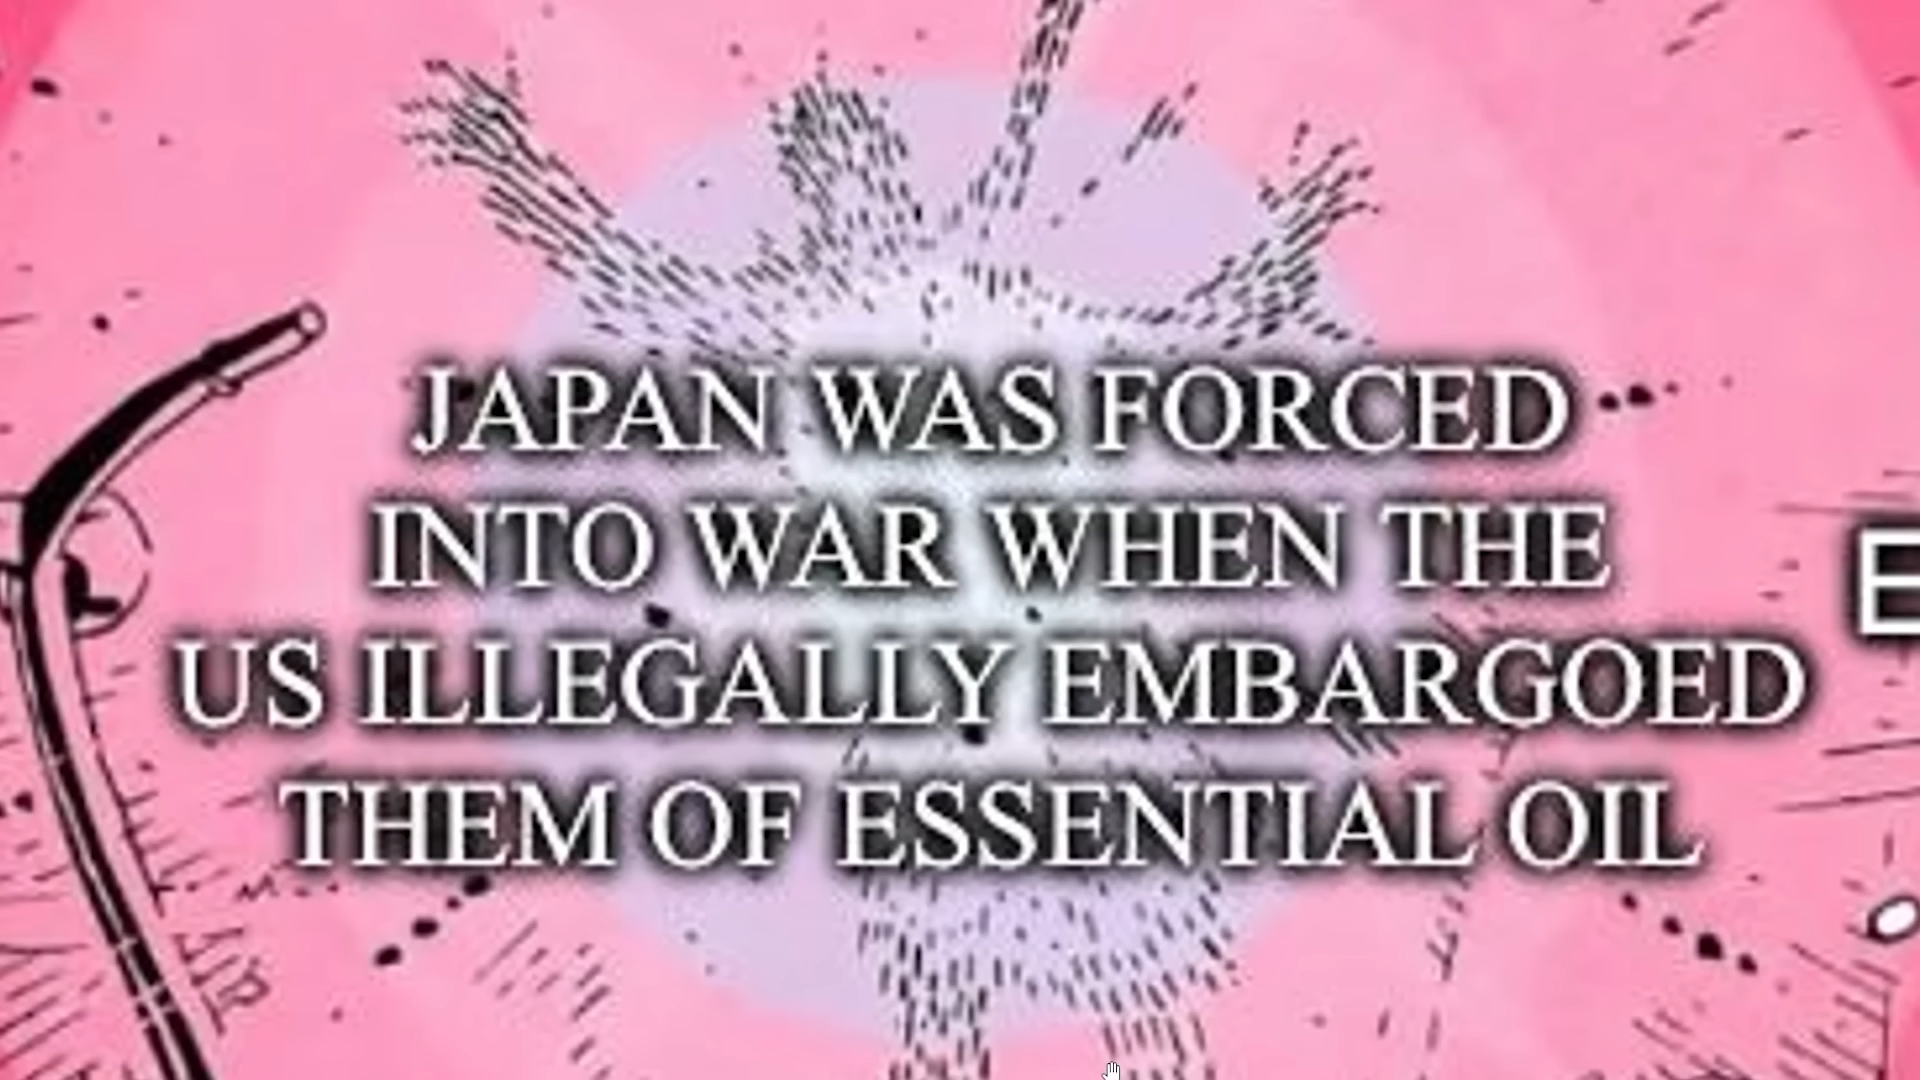 JAPAN WAS FORCED
INTO WAR WHEN THE
US ILLEGALLY EMBARGOED
THEM OF ESSENTIAL OIL
E